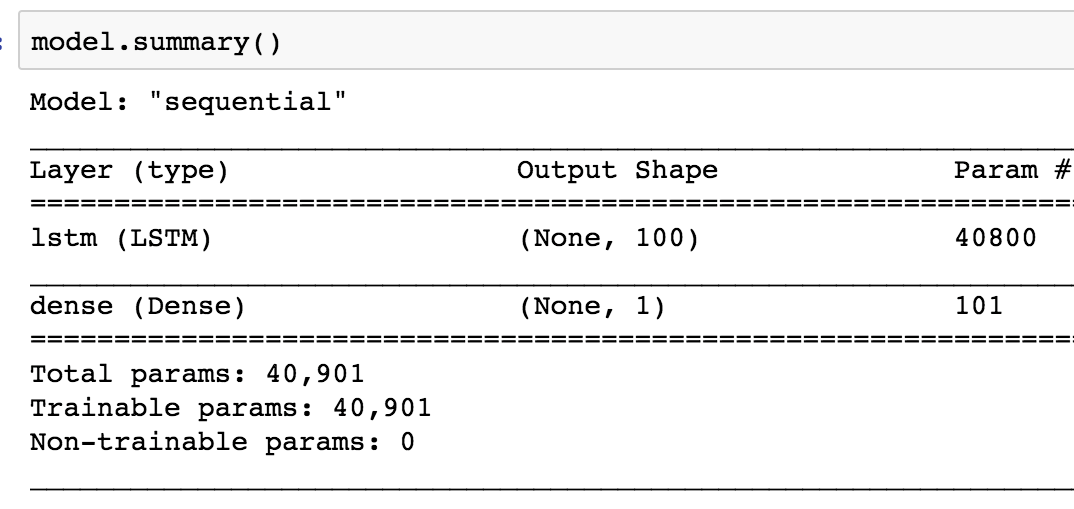 model.summary()
Model: "sequential"
Layer (type) Output Shape Param #
lstm (LSTM) (None, 100) 40800
dense (Dense) (None, 1) 101
Total params: 40,901
Trainable params: 40,901
Non-trainable params: 0